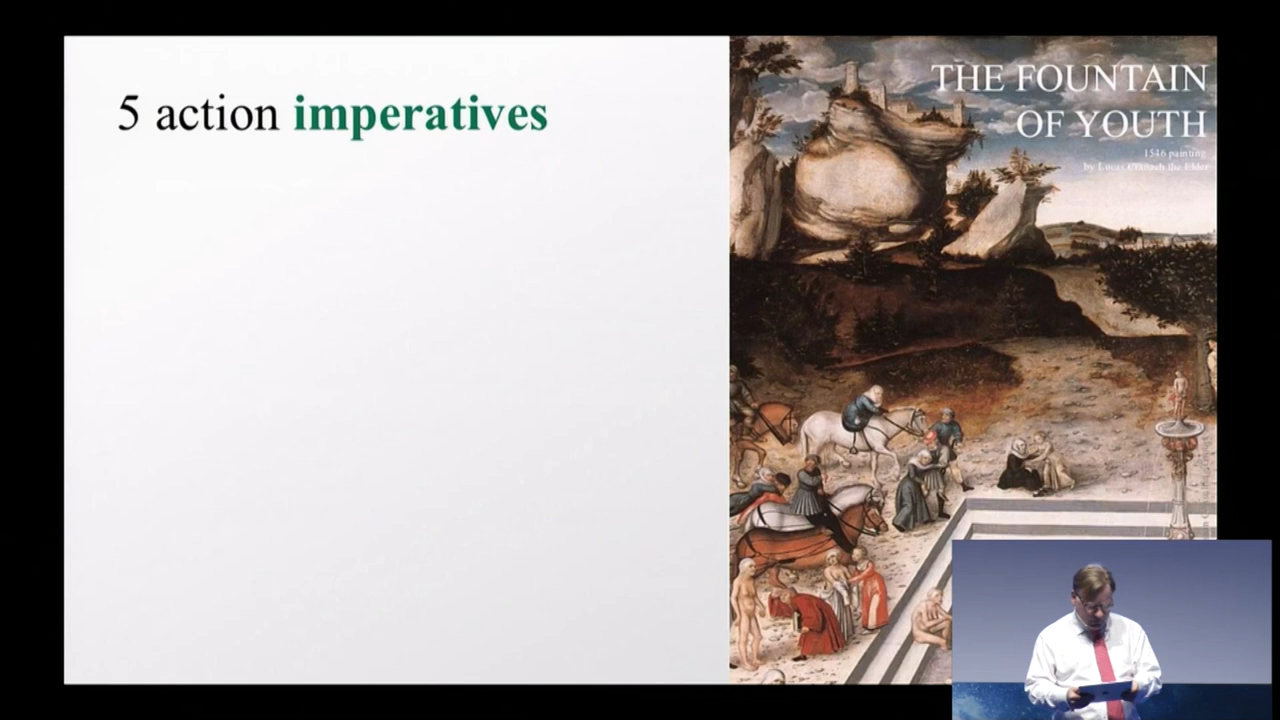 5 action imperatives
THE FOUNTAIN
OF YOUTH
1546 painting
by Lucas Cranach the Elder